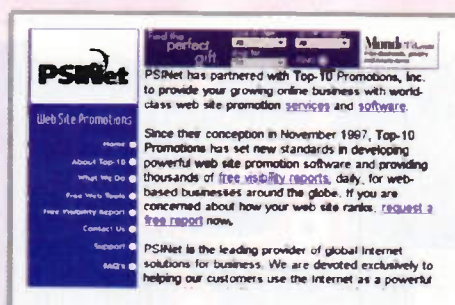 Find the
perfect
gift
All
All
PSINet
PSINet has partnered with Top-10 Promotions, Inc.
to provide your growing online business with world-
class web site promotion services and software.
Web Site Promotions
Home
About Top-10
What We Do
Free Web Tools
Free Visibility Report
Contact Us
Support
FAQ's
Since their conception in November 1997, Top-10
Promotions has set new standards in developing
powerful web site promotion software and providing
thousands of free visibility reports, daily, for web-
based businesses around the globe. If you are
concerned about how your web site ranks, request a
free report now.
PSINet is the leading provider of global Internet
solutions for business. We are devoted exclusively to
helping our customers use the Internet as a powerful